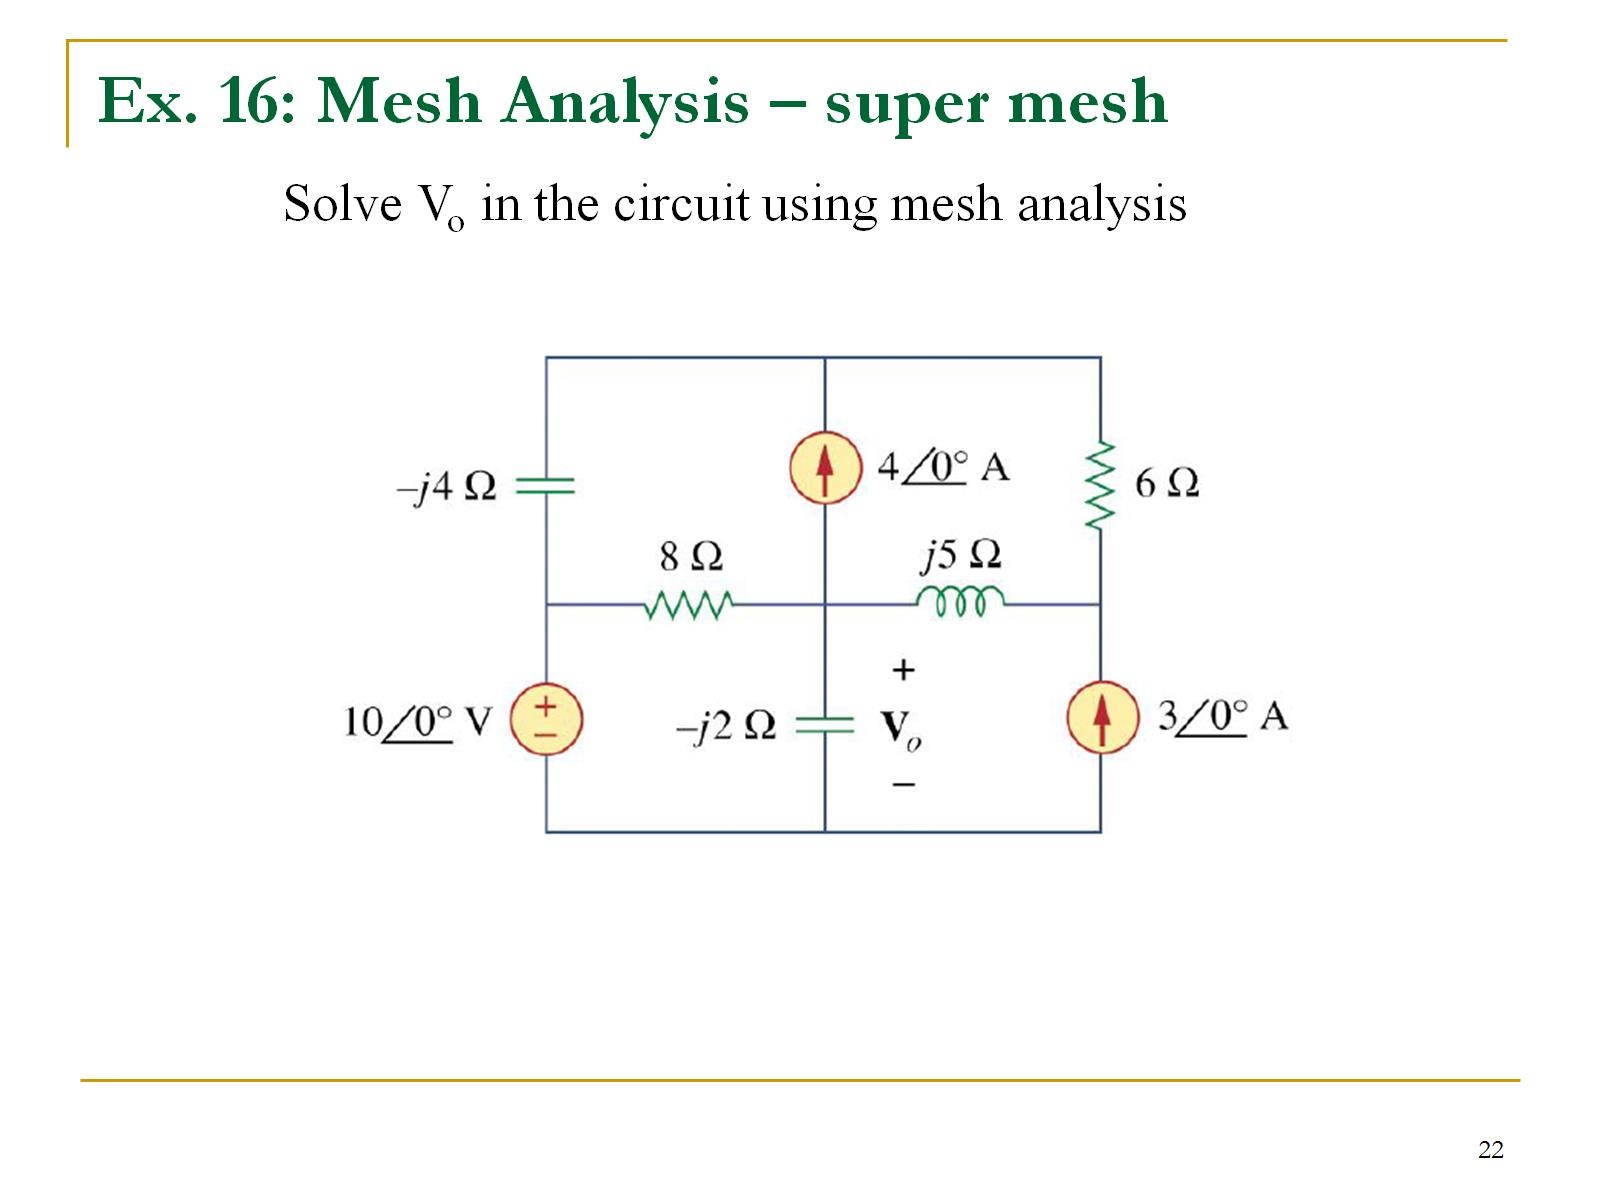 Ex. 16: Mesh Analysis – super mesh
Solve Vo in the circuit using mesh analysis
–j4 Ω
4/0° A
6 Ω
8 Ω
j5 Ω
10/0° V
+
–
–j2 Ω
+
Vo
–
3/0° A
22